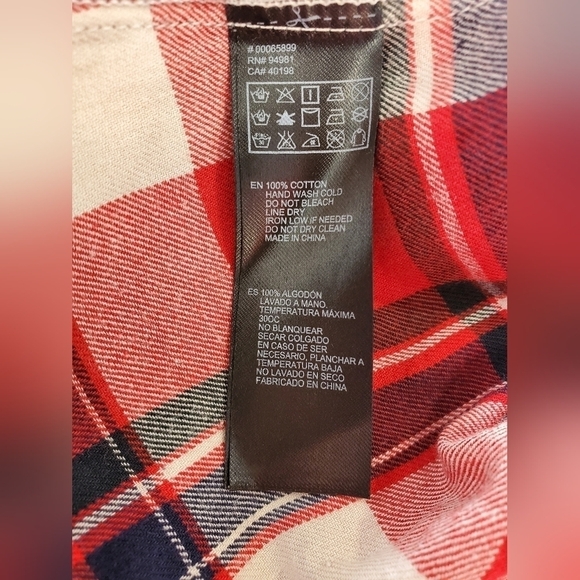 # 00065899
RN# 94981
CA# 40198
EN 100% COTTON
HAND WASH COLD
DO NOT BLEACH
LINE DRY
IRON LOW IF NEEDED
DO NOT DRY CLEAN
MADE IN CHINA
ES 100% ALGODÓN
LAVADO A MANO.
TEMPERATURA MÁXIMA
30OC
NO BLANQUEAR
SECAR COLGADO
EN CASO DE SER
NECESARIO, PLANCHAR A
TEMPERATURA BAJA
NO LAVADO EN SECO
FABRICADO EN CHINA